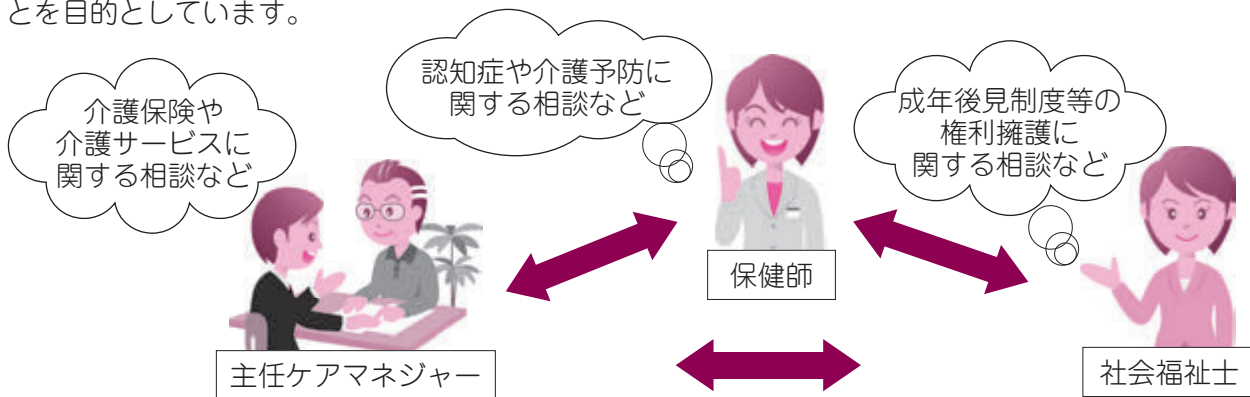 とを目的としています。
介護保険や
介護サービスに
関する相談など
認知症や介護予防に
関する相談など
成年後見制度等の
権利擁護に
関する相談など
保健師
主任ケアマネジャー
社会福祉士